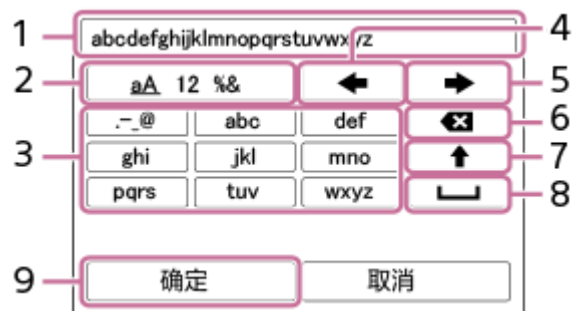 1 abcdefghijklmnopqrstuvwxyz 4
2 aA 12 %& 5
.-_@ abc def 6
3 ghi jkl mno 7
pqrs tuv wxyz 8
9 确定 取消